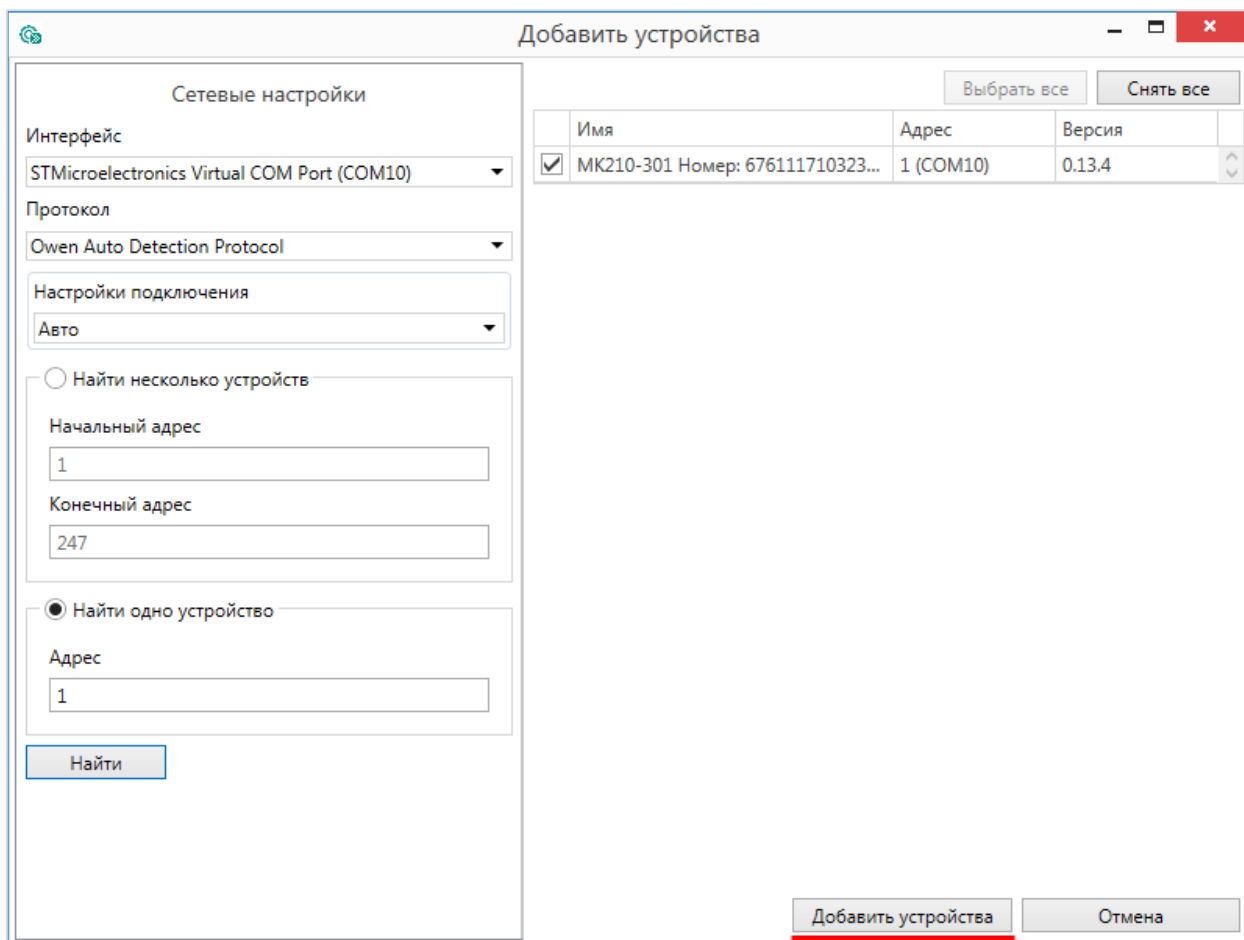 Добавить устройства
Сетевые настройки
Интерфейс
STMicroelectronics Virtual COM Port (COM10)
Протокол
Owen Auto Detection Protocol
Настройки подключения
Авто
Найти несколько устройств
Начальный адрес
1
Конечный адрес
247
Найти одно устройство
Адрес
1
Найти
Выбрать все Снять все
Имя Адрес Версия
МК210-301 Номер: 676111710323... 1 (COM10) 0.13.4
Добавить устройства Отмена